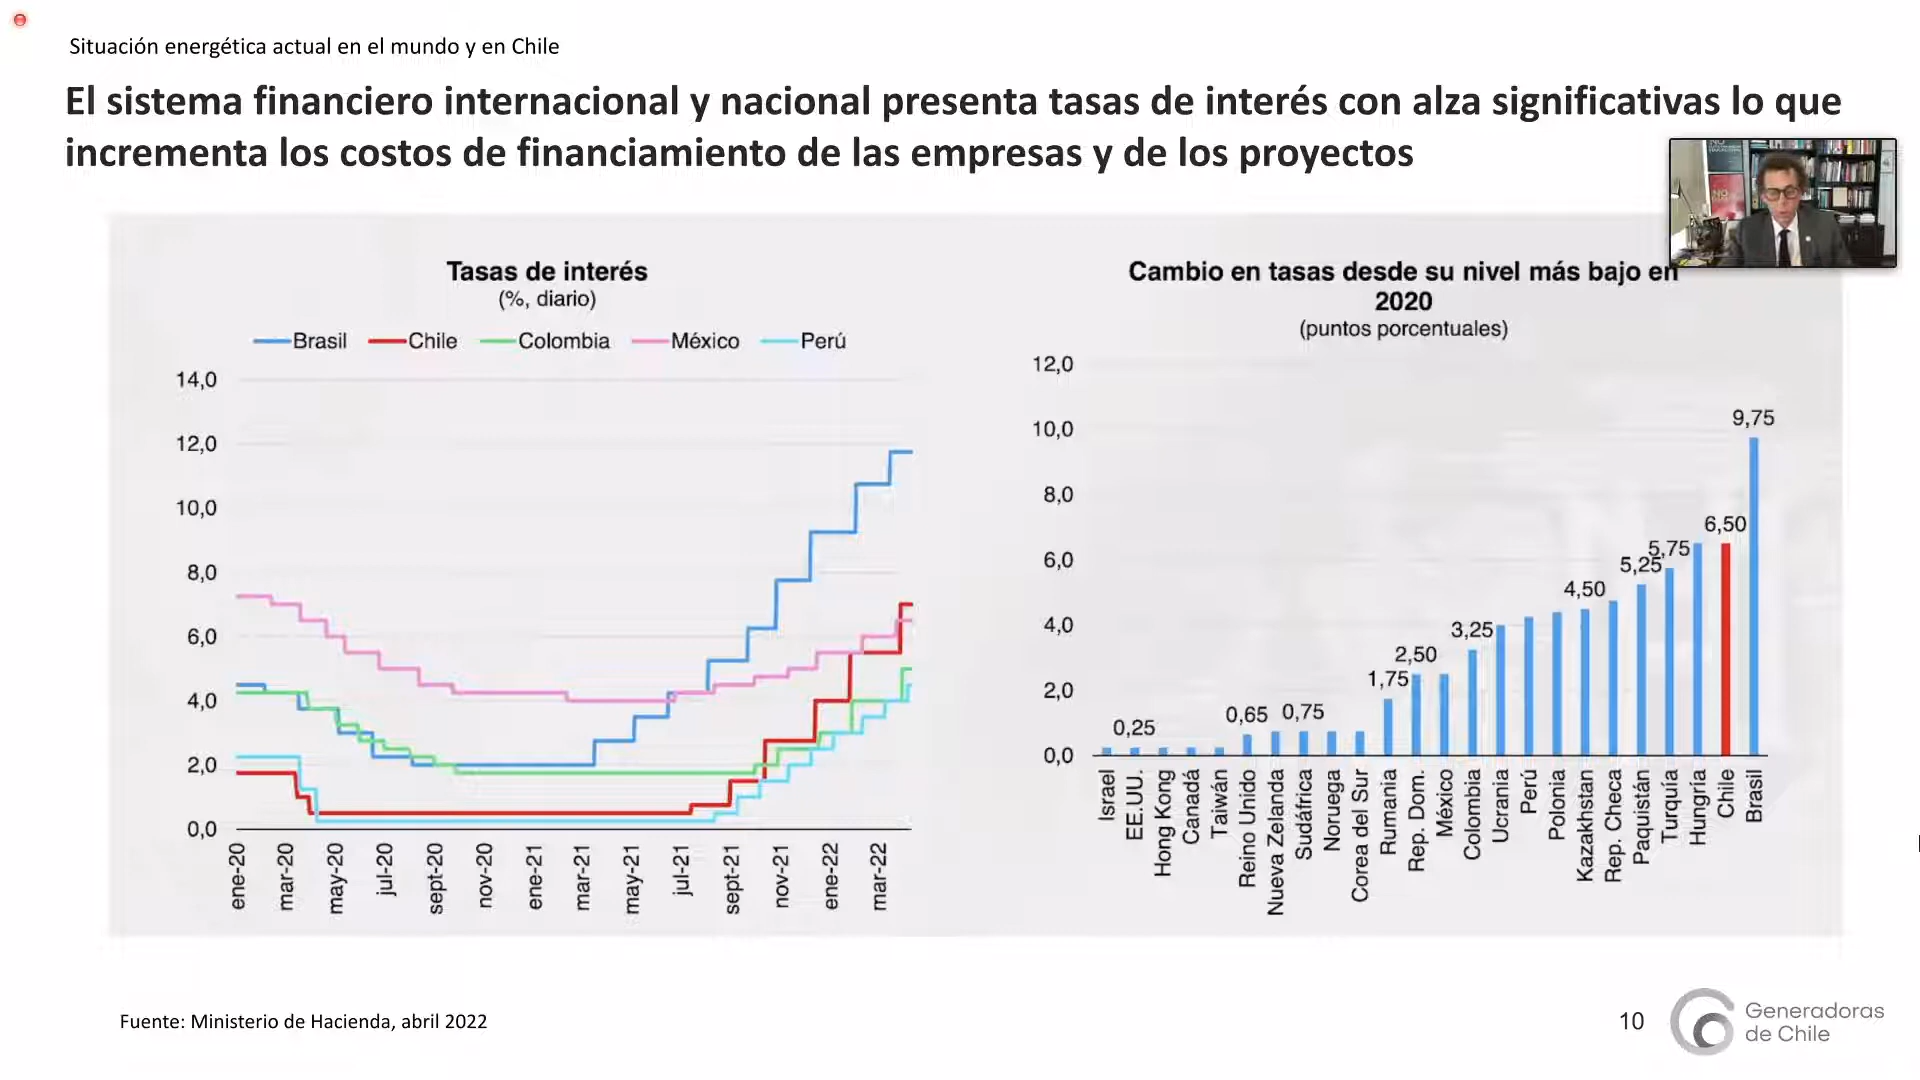 Situación energética actual en el mundo y en Chile
El sistema financiero internacional y nacional presenta tasas de interés con alza significativas lo que
incrementa los costos de financiamiento de las empresas y de los proyectos
Tasas de interés
(%, diario)
Brasil
Chile
Colombia
México
Perú
14,0
12,0
10,0
8,0
6,0
4,0
2,0
0,0
ene-20
mar-20
may-20
jul-20
sept-20
nov-20
ene-21
mar-21
may-21
jul-21
sept-21
nov-21
ene-22
mar-22
Cambio en tasas desde su nivel más bajo en
2020
(puntos porcentuales)
12,0
10,0
8,0
6,0
4,0
2,0
0,0
0,25
0,65
0,75
1,75
2,50
3,25
4,50
5,25
5,75
6,50
9,75
Israel
EE.UU.
Hong Kong
Canadá
Taiwán
Reino Unido
Nueva Zelanda
Sudáfrica
Noruega
Corea del Sur
Rumania
Rep. Dom.
México
Colombia
Ucrania
Perú
Polonia
Kazakhstan
Rep. Checa
Paquistán
Turquía
Hungría
Chile
Brasil
Fuente: Ministerio de Hacienda, abril 2022
10
Generadoras
de Chile